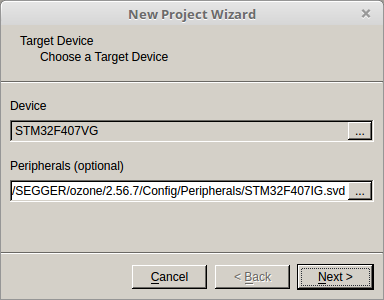 New Project Wizard
Target Device
Choose a Target Device
Device
STM32F407VG
...
Peripherals (optional)
/SEGGER/ozone/2.56.7/Config/Peripherals/STM32F407IG.svd
...
Cancel
< Back
Next >